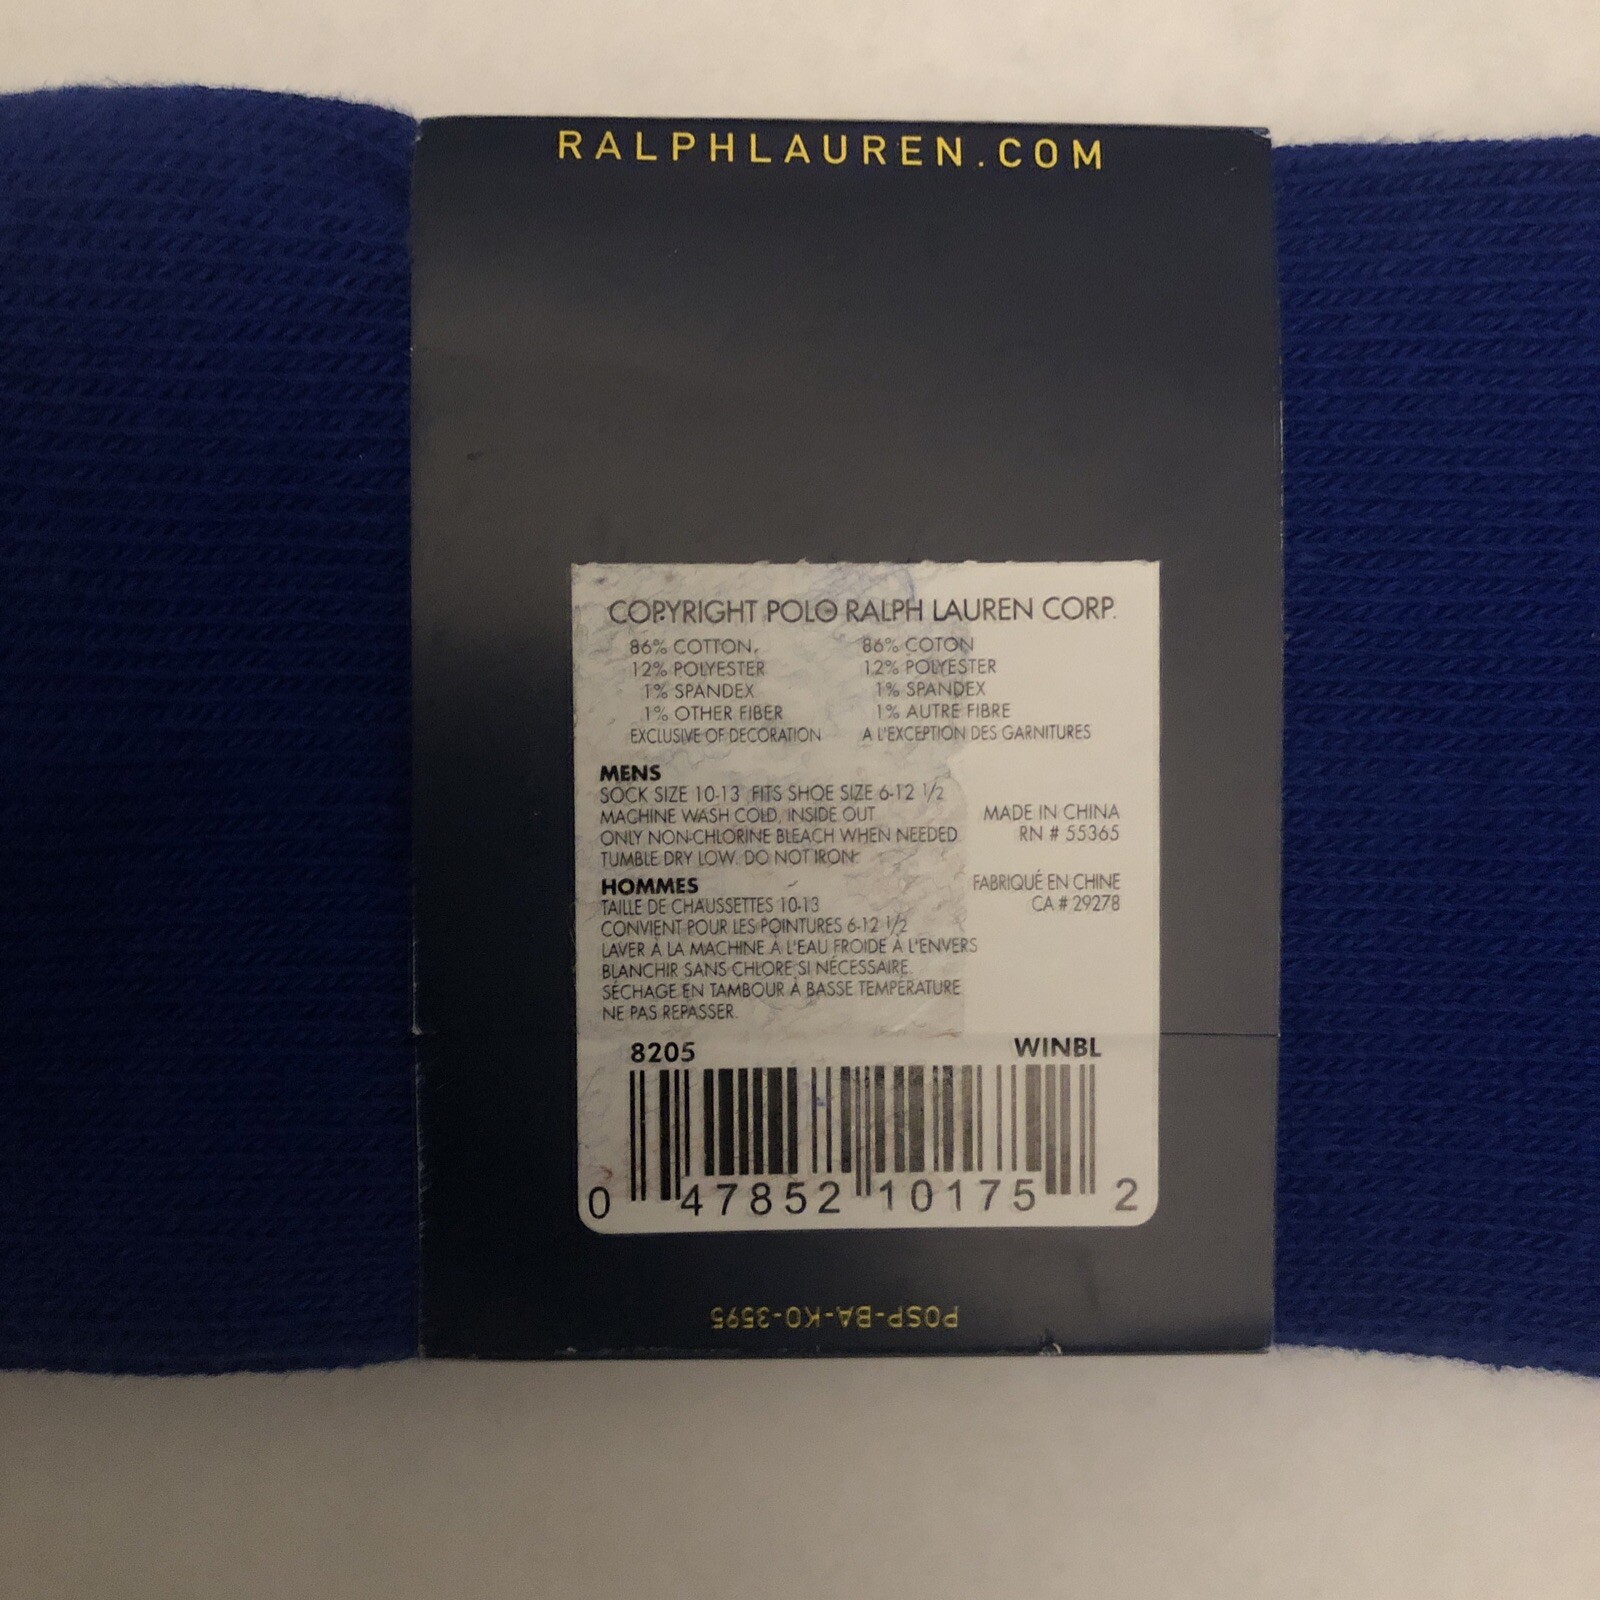 RALPHLAUREN.COM
COPYRIGHT POLO RALPH LAUREN CORP.
86% COTTON,
12% POLYESTER
1% SPANDEX
1% OTHER FIBER
EXCLUSIVE OF DECORATION
86% COTON
12% POLYESTER
1% SPANDEX
1% AUTRE FIBRE
A L'EXCEPTION DES GARNITURES
MENS
SOCK SIZE 10-13 FITS SHOE SIZE 6-12 1/2
MACHINE WASH COLD, INSIDE OUT
ONLY NON-CHLORINE BLEACH WHEN NEEDED
TUMBLE DRY LOW. DO NOT IRON.
MADE IN CHINA
RN # 55365
HOMMES
TAILLE DE CHAUSSETTES 10-13
CONVIENT POUR LES POINTURES 6-12 1/2
LAVER À LA MACHINE À L'EAU FROIDE À L'ENVERS
BLANCHIR SANS CHLORE SI NÉCESSAIRE.
SÉCHAGE EN TAMBOUR À BASSE TEMPÉRATURE
NE PAS REPASSER.
FABRIQUÉ EN CHINE
CA # 29278
8205 WINBL
0 47852 10175 2
POSP-BA-KO-3595